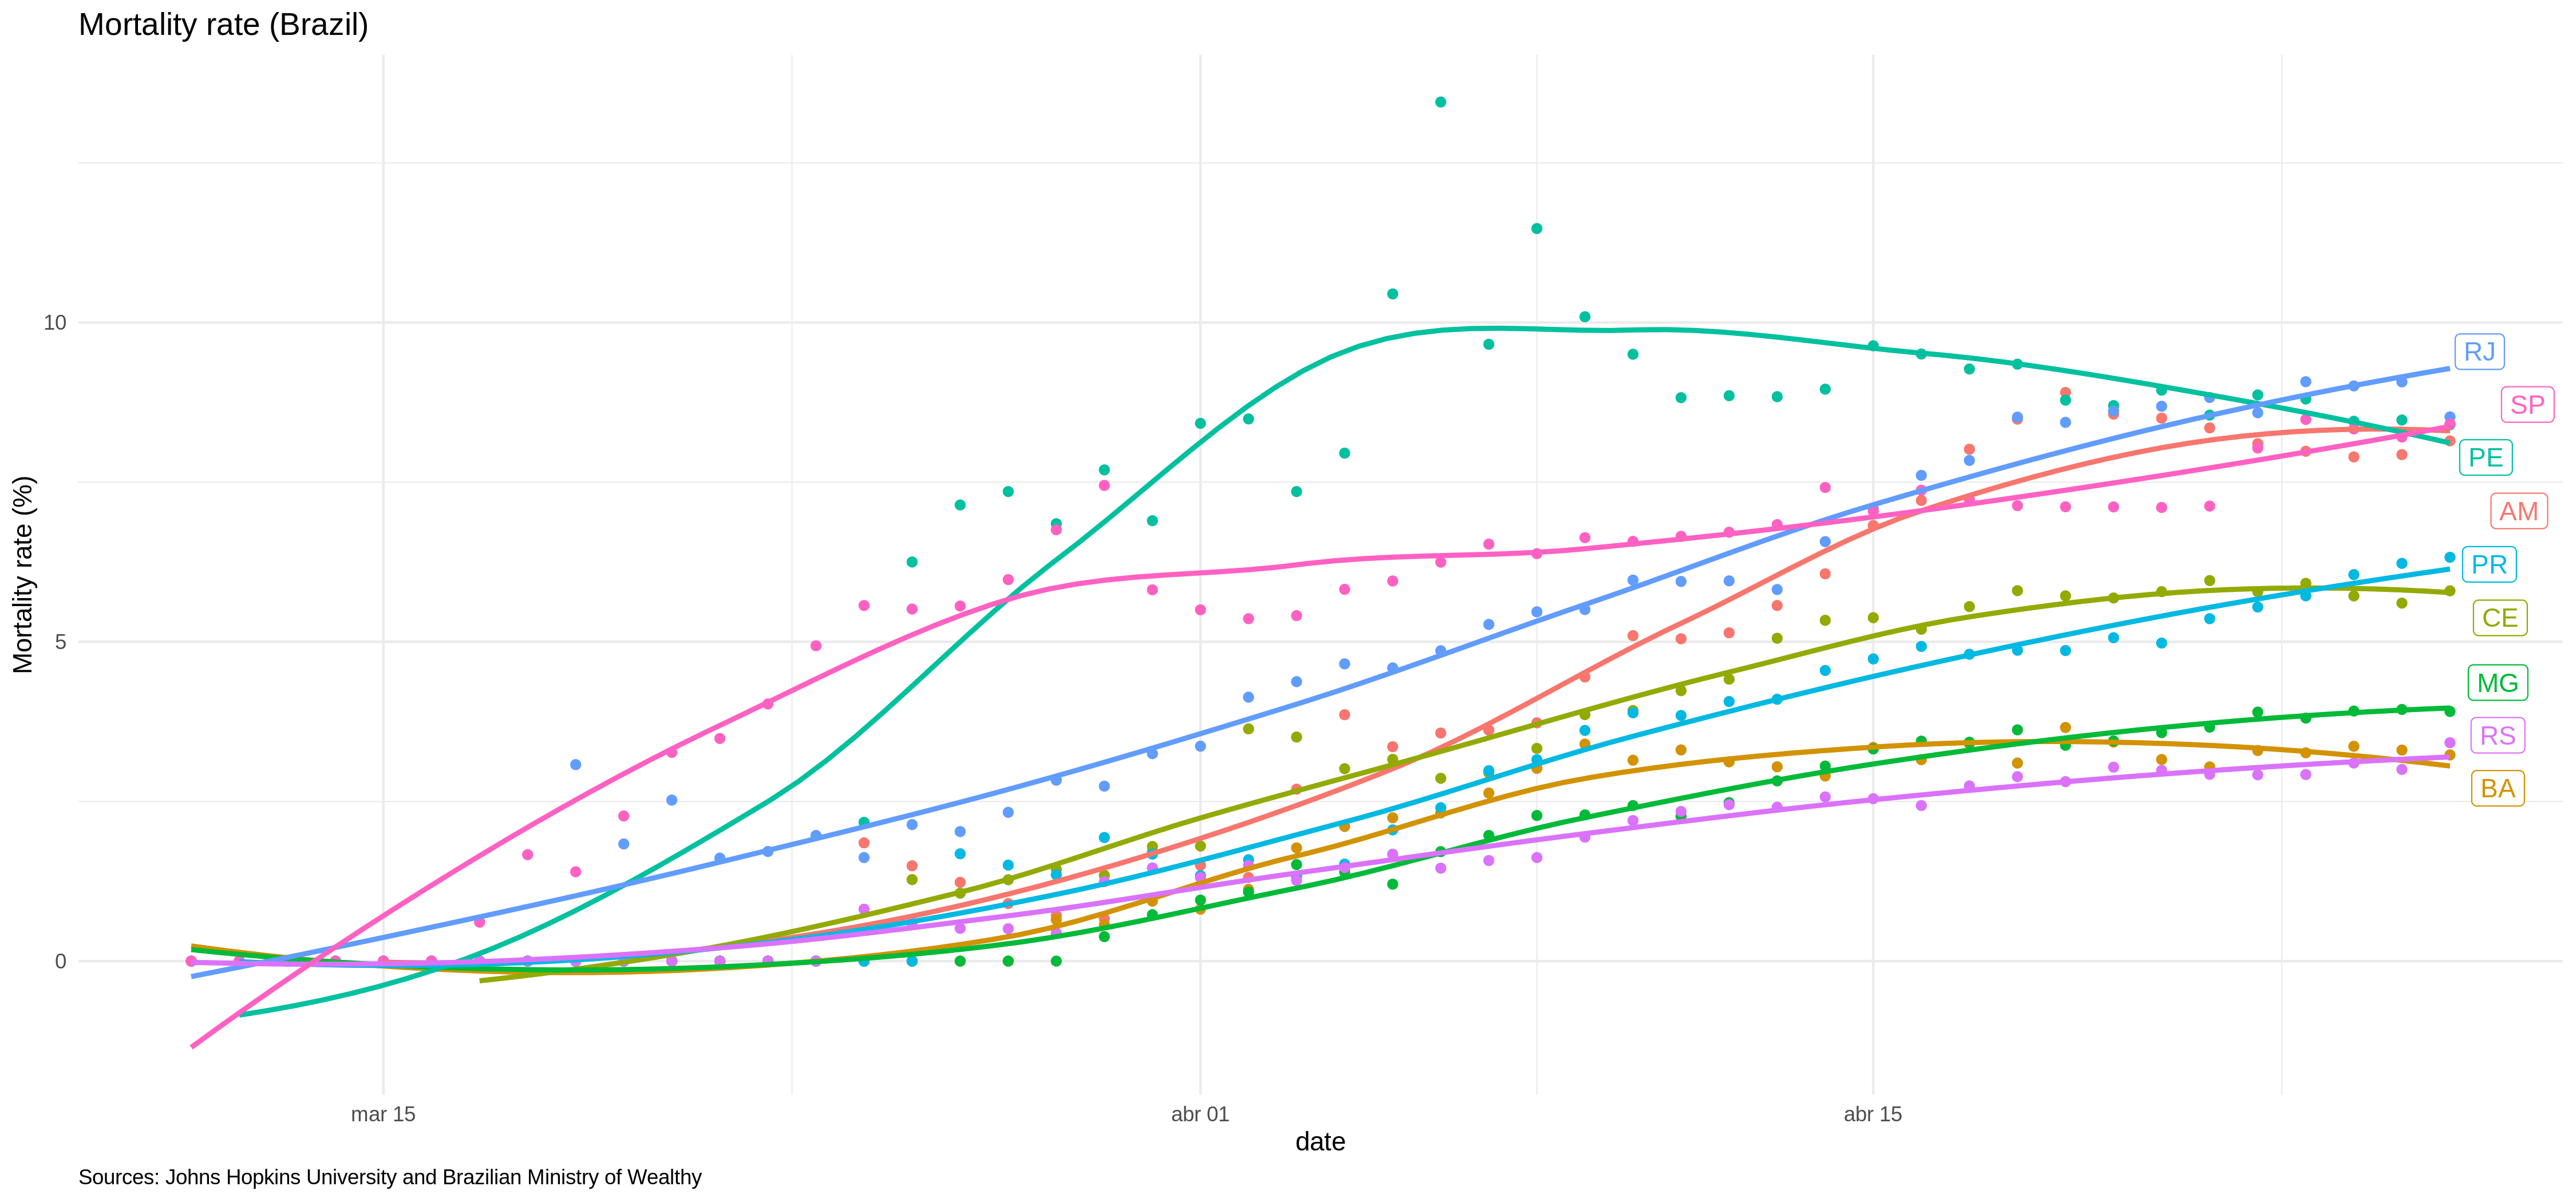 Mortality rate (Brazil)
Mortality rate (%)
10
5
0
RJ
SP
PE
AM
PR
CE
MG
RS
BA
mar 15
abr 01
abr 15
date
Sources: Johns Hopkins University and Brazilian Ministry of Wealthy